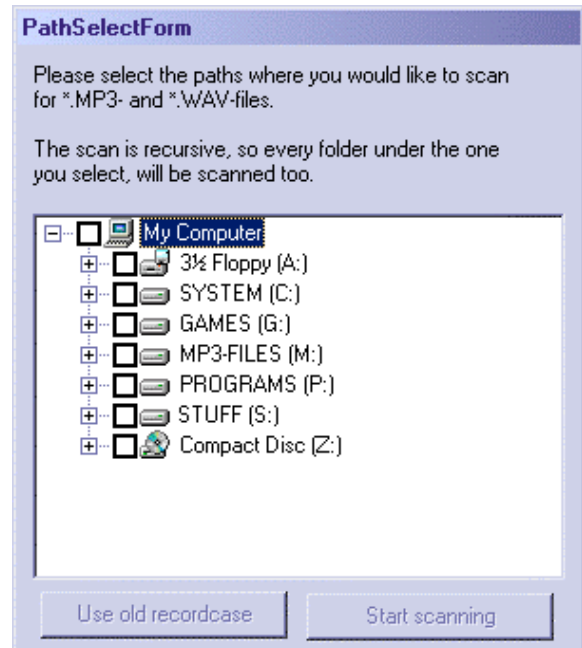 PathSelectForm
Please select the paths where you would like to scan
for *.MP3- and *.WAV-files.
The scan is recursive, so every folder under the one
you select, will be scanned too.
My Computer
3½ Floppy (A:)
SYSTEM (C:)
GAMES (G:)
MP3-FILES (M:)
PROGRAMS (P:)
STUFF (S:)
Compact Disc (Z:)
Use old recordcase
Start scanning